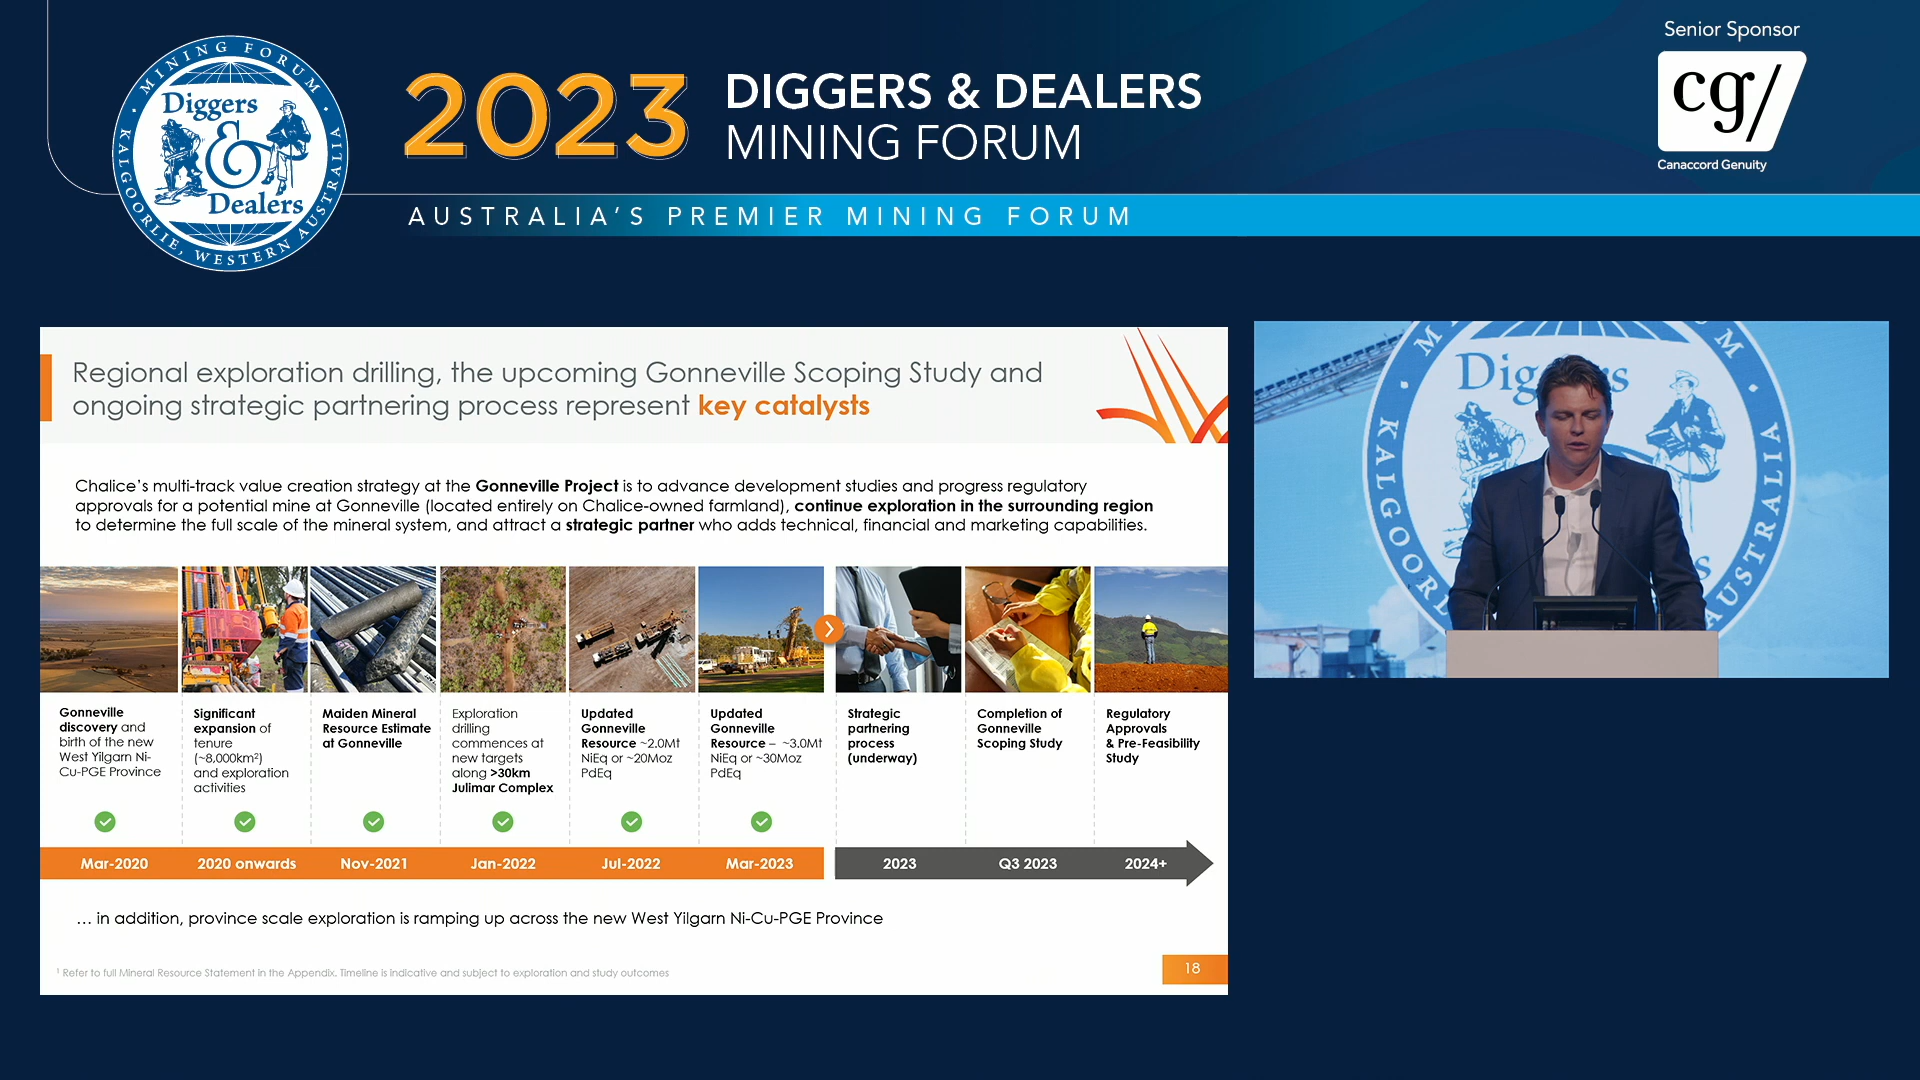 Senior Sponsor
cg/
Canaccord Genuity
MINING FORUM
Diggers
&
Dealers
KALGOORLIE, WESTERN AUSTRALIA
2023
DIGGERS & DEALERS
MINING FORUM
AUSTRALIA'S PREMIER MINING FORUM
Regional exploration drilling, the upcoming Gonneville Scoping Study and
ongoing strategic partnering process represent key catalysts
Chalice's multi-track value creation strategy at the Gonneville Project is to advance development studies and progress regulatory
approvals for a potential mine at Gonneville (located entirely on Chalice-owned farmland), continue exploration in the surrounding region
to determine the full scale of the mineral system, and attract a strategic partner who adds technical, financial and marketing capabilities.
Gonneville
discovery and
birth of the new
West Yilgarn Ni-
Cu-PGE Province
Significant
expansion of
tenure
(~8,000km²)
and exploration
activities
Maiden Mineral
Resource Estimate
at Gonneville
Exploration
drilling
commences at
new targets
along >30km
Julimar Complex
Updated
Gonneville
Resource ~2.0Mt
NiEq or ~20Moz
PdEq
Updated
Gonneville
Resource – ~3.0Mt
NiEq or ~30Moz
PdEq
Strategic
partnering
process
(underway)
Completion of
Gonneville
Scoping Study
Regulatory
Approvals
& Pre-Feasibility
Study
Mar-2020
2020 onwards
Nov-2021
Jan-2022
Jul-2022
Mar-2023
2023
Q3 2023
2024+
... in addition, province scale exploration is ramping up across the new West Yilgarn Ni-Cu-PGE Province
¹ Refer to full Mineral Resource Statement in the Appendix. Timeline is indicative and subject to exploration and study outcomes
18